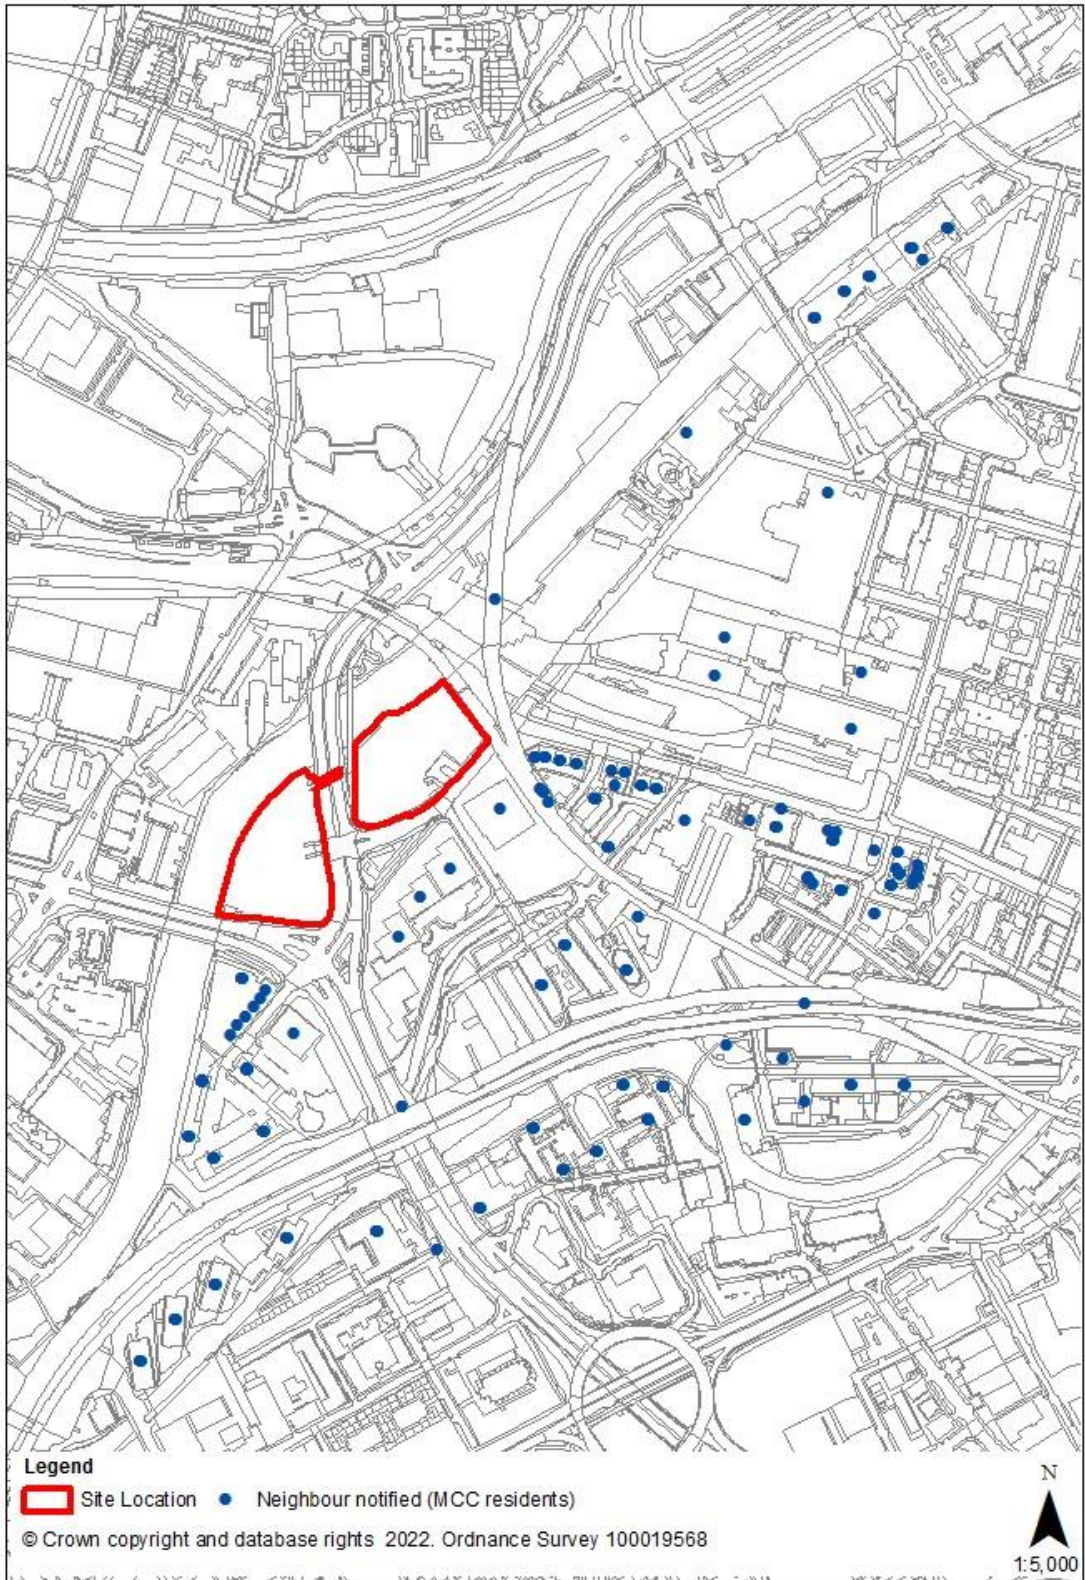 Legend
Site Location
Neighbour notified (MCC residents)
© Crown copyright and database rights 2022. Ordnance Survey 100019568
N
1:5,000